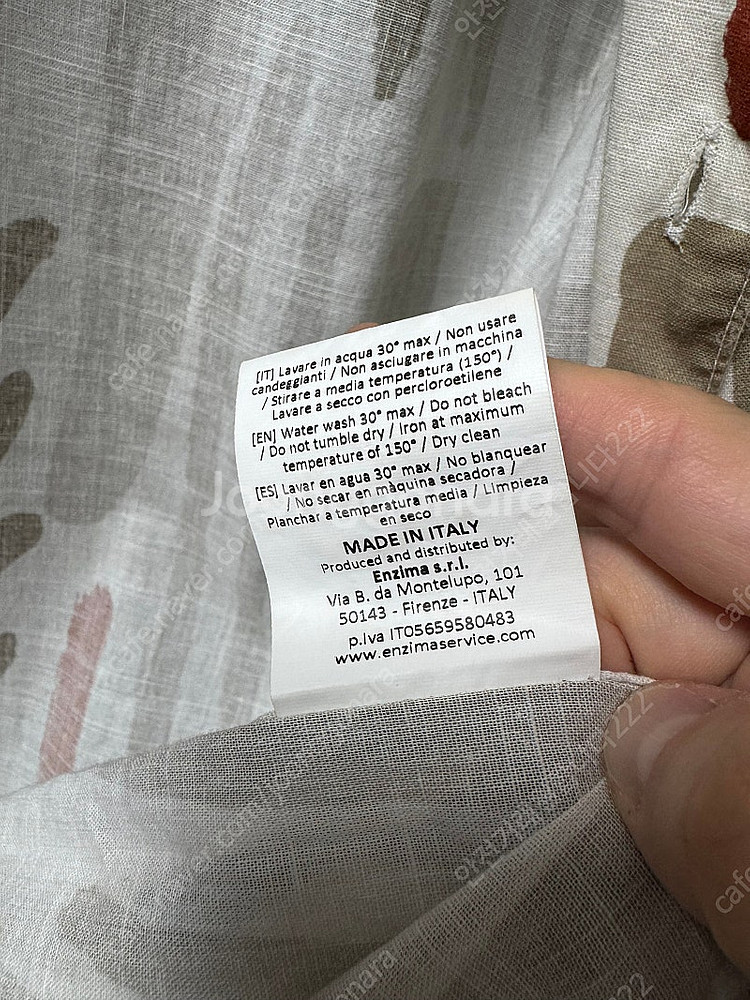 [IT] Lavare in acqua 30° max / Non usare
candeggianti / Non asciugare in macchina
/ Stirare a media temperatura (150°) /
Lavare a secco con percloroetilene
[EN] Water wash 30° max / Do not bleach
/ Do not tumble dry / Iron at maximum
temperature of 150° / Dry clean
[ES] Lavar en agua 30° max / No blanquear
/ No secar en màquina secadora /
Planchar a temperatura media / Limpieza
en seco
MADE IN ITALY
Produced and distributed by:
Enzima s.r.l.
Via B. da Montelupo, 101
50143 - Firenze - ITALY
p.Iva IT05659580483
www.enzimaservice.com